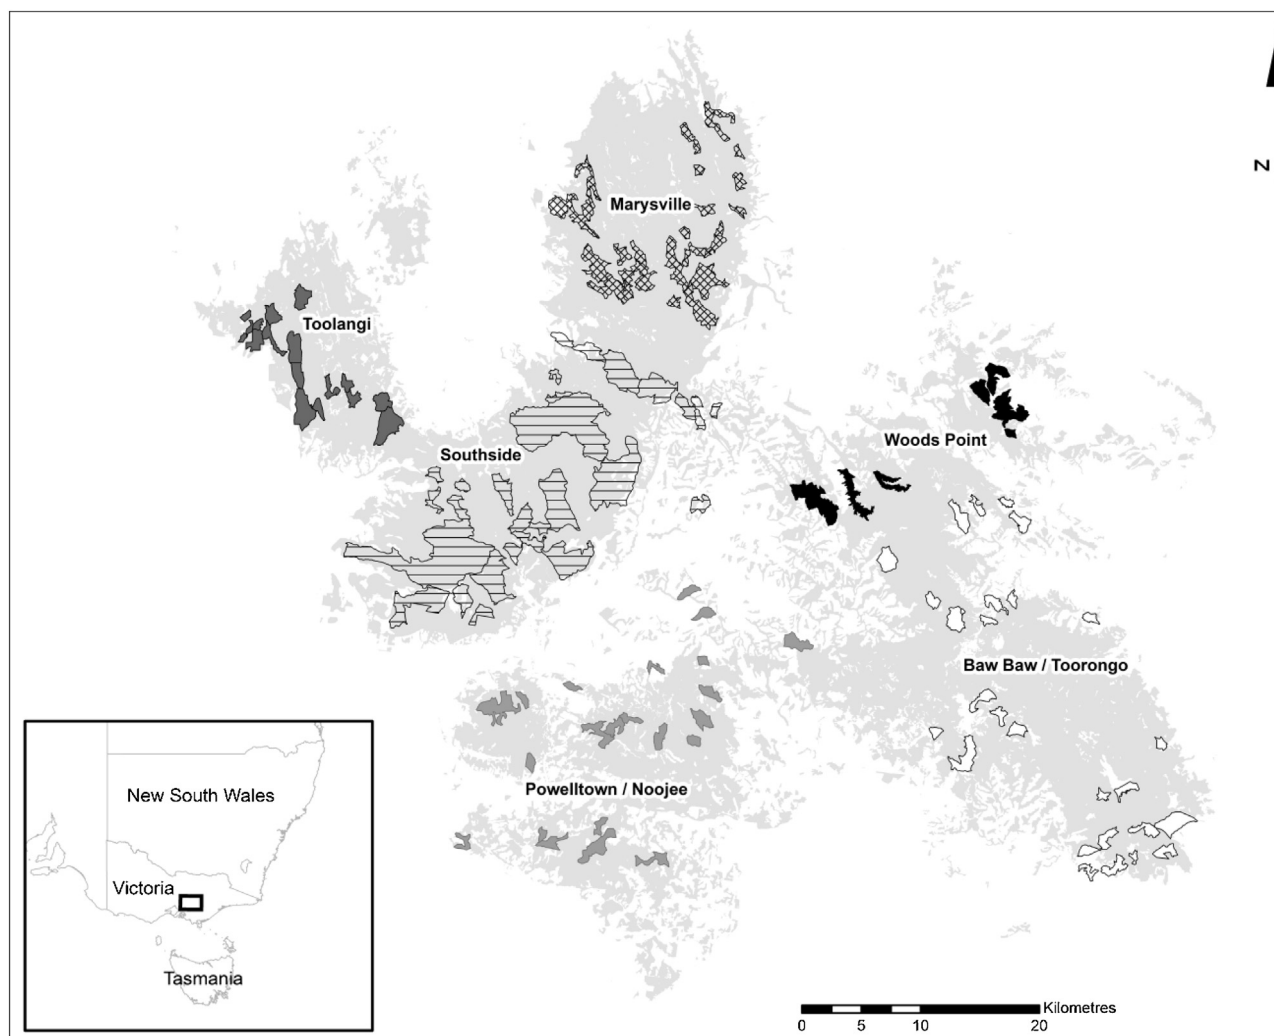 Z
Marysville
Toolangi
Woods Point
Southside
Baw Baw / Toorongo
Powelltown / Noojee
New South Wales
Victoria
Tasmania
Kilometres
0 5 10 20